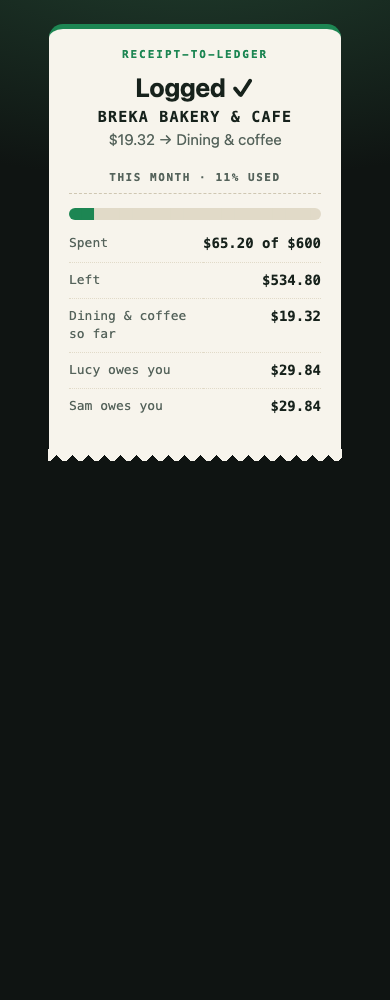 RECEIPT-TO-LEDGER
Logged ✓
BREKA BAKERY & CAFE
$19.32 → Dining & coffee
THIS MONTH · 11% USED
Spent $65.20 of $600
Left $534.80
Dining & coffee $19.32
so far
Lucy owes you $29.84
Sam owes you $29.84